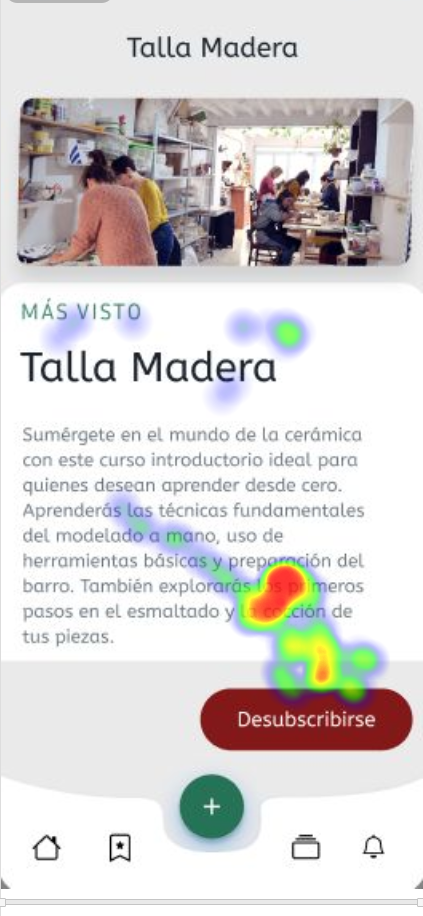 Talla Madera
MÁS VISTO
Talla Madera
Sumérgete en el mundo de la cerámica
con este curso introductorio ideal para
quienes desean aprender desde cero.
Aprenderás las técnicas fundamentales
del modelado a mano, uso de
herramientas básicas y preparación del
barro. También explorarás los primeros
pasos en el esmaltado y la cocción de
tus piezas.
Desubscribirse